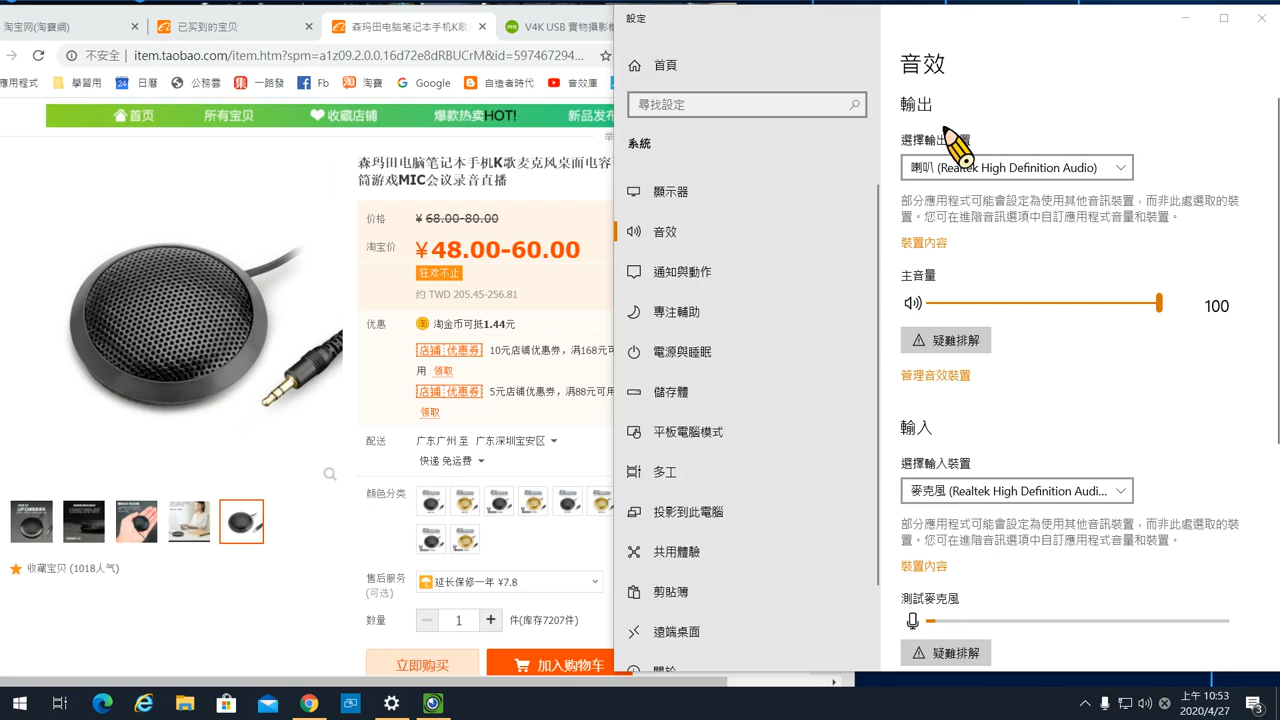 淘宝网(淘寶網)
已买到的宝贝
森玛田电脑笔记本手机K歌
V4K USB 實物攝影機
不安全
item.taobao.com/item.htm?spm=a1z09.2.0.0.16d72e8dRBUCrM&id=597467294...
應用程式
學習用
日曆
公務雲
一路發
Fb
淘寶
Google
自造者時代
音效庫
首页
所有宝贝
收藏店铺
爆款热卖HOT!
新品发布
森玛田电脑笔记本手机K歌麦克风桌面电容
筒游戏MIC会议录音直播
价格
¥ 68.00-80.00
淘宝价
¥48.00-60.00
狂欢不止
约 TWD 205.45-256.81
优惠
淘金币可抵1.44元
店铺 优惠券 10元店铺优惠券，满168元可
用 領取
店铺 优惠券 5元店铺优惠券，满88元可用
領取
配送
广东广州 至 广东深圳宝安区
快递 免运费
顏色分类
收藏宝贝 (1018人气)
售后服务
(可选)
延长保修一年 ¥7.8
数量
1
件(库存7207件)
立即购买
加入购物车
設定
首頁
尋找設定
系統
顯示器
音效
通知與動作
專注輔助
電源與睡眠
儲存體
平板電腦模式
多工
投影到此電腦
共用體驗
剪貼簿
遠端桌面
關於
音效
輸出
選擇輸出裝置
喇叭 (Realtek High Definition Audio)
部分應用程式可能會設定為使用其他音訊裝置，而非此處選取的裝
置。您可在進階音訊選項中自訂應用程式音量和裝置。
裝置內容
主音量
100
疑難排解
管理音效裝置
輸入
選擇輸入裝置
麥克風 (Realtek High Definition Audi...
部分應用程式可能會設定為使用其他音訊裝置，而非此處選取的裝
置。您可在進階音訊選項中自訂應用程式音量和裝置。
裝置內容
測試麥克風
疑難排解
上午 10:53
2020/4/27
3